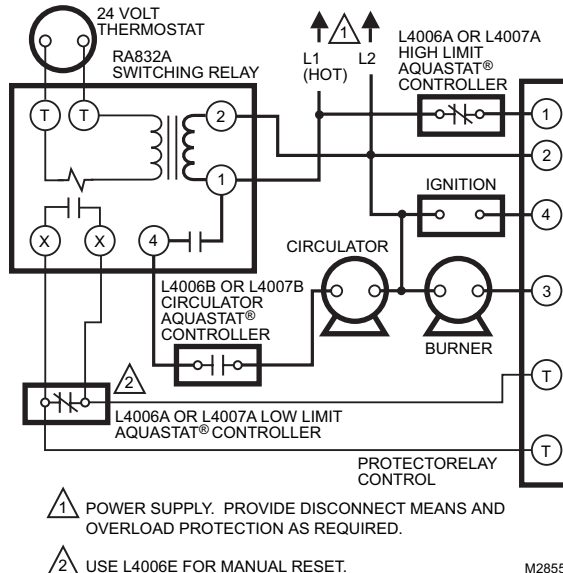 24 VOLT
THERMOSTAT
RA832A
SWITCHING RELAY
1
L1
(HOT)
L2
L4006A OR L4007A
HIGH LIMIT
AQUASTAT®
CONTROLLER
T
T
2
1
1
2
IGNITION
4
X
X
4
CIRCULATOR
L4006B OR L4007B
CIRCULATOR
AQUASTAT®
CONTROLLER
3
BURNER
2
T
L4006A OR L4007A LOW LIMIT
AQUASTAT® CONTROLLER
T
PROTECTORELAY
CONTROL
1 POWER SUPPLY. PROVIDE DISCONNECT MEANS AND
OVERLOAD PROTECTION AS REQUIRED.
2 USE L4006E FOR MANUAL RESET.
M2855